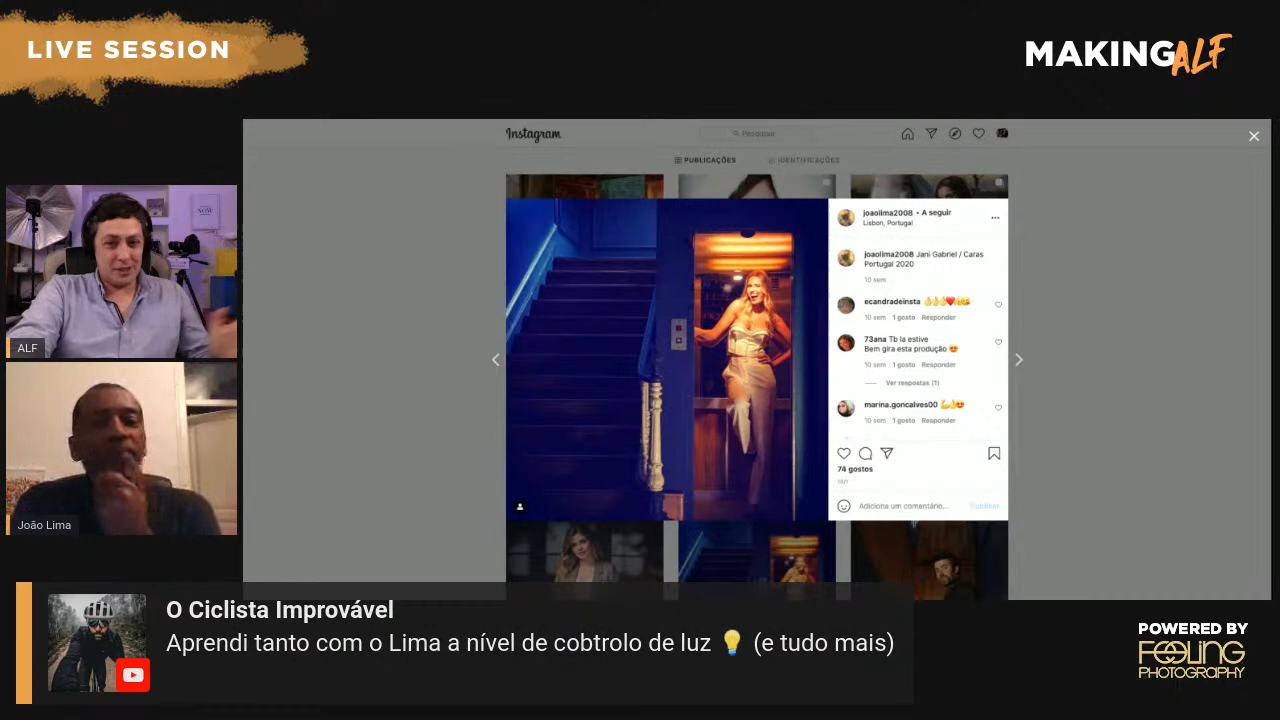 LIVE SESSION
MAKINGALF
Instagram
Pesquisar
PUBLICAÇÕES
IDENTIFICAÇÕES
joaolima2008 • A seguir
Lisbon, Portugal
joaolima2008 Jani Gabriel / Caras
Portugal 2020
10 sem
ecandradeinsta 👌👌👌❤️👍😘
10 sem 1 gosto Responder
73ana Tb la estive
Bem gira esta produção 😍
10 sem 1 gosto Responder
Ver respostas (1)
marina.goncalves00 💪👌😍
10 sem 1 gosto Responder
74 gostos
Adiciona um comentário...
Publicar
NOW
ALF
João Lima
O Ciclista Improvável
Aprendi tanto com o Lima a nível de cobtrolo de luz 💡 (e tudo mais)
POWERED BY
FEELING
PHOTOGRAPHY